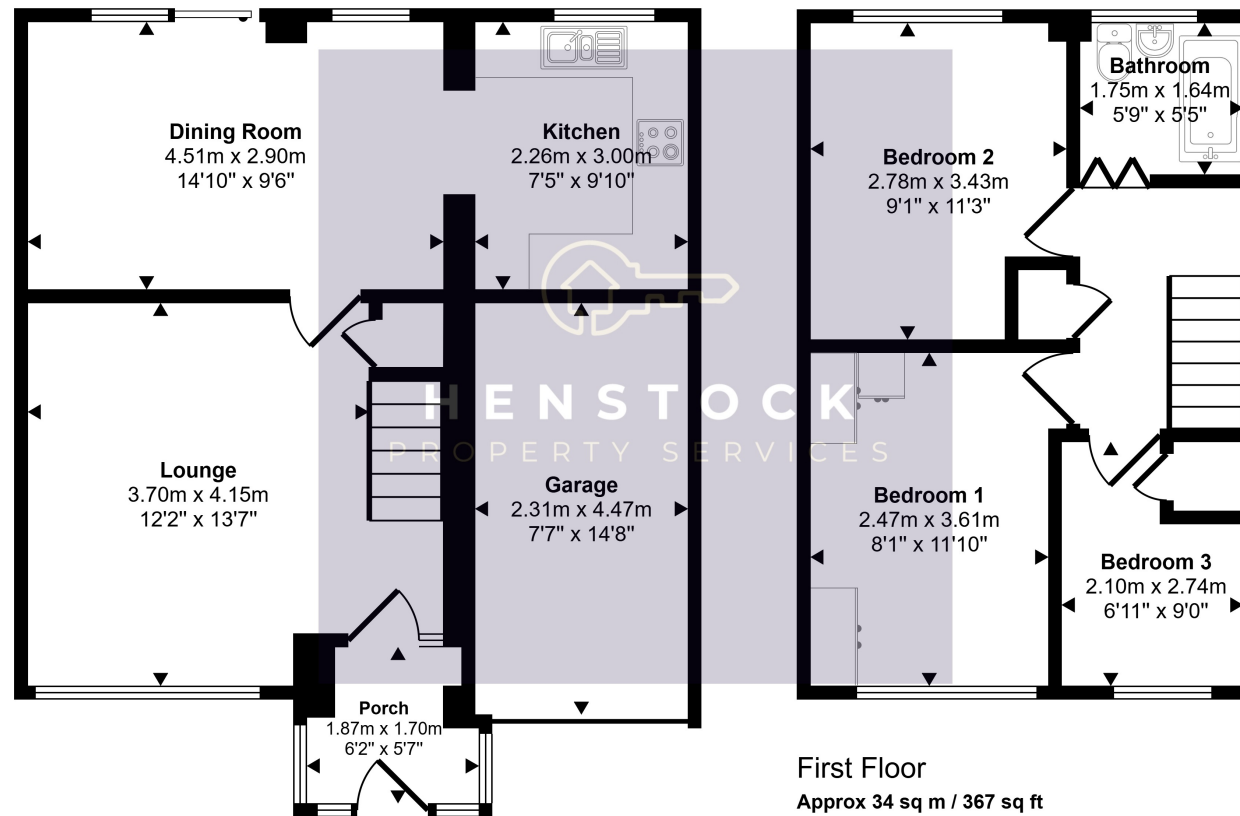 Dining Room
4.51m x 2.90m
14'10" x 9'6"
Kitchen
2.26m x 3.00m
7'5" x 9'10"
Bathroom
1.75m x 1.64m
5'9" x 5'5"
Bedroom 2
2.78m x 3.43m
9'1" x 11'3"
HENSTOCK
PROPERTY SERVICES
Lounge
3.70m x 4.15m
12'2" x 13'7"
Garage
2.31m x 4.47m
7'7" x 14'8"
Bedroom 1
2.47m x 3.61m
8'1" x 11'10"
Bedroom 3
2.10m x 2.74m
6'11" x 9'0"
Porch
1.87m x 1.70m
6'2" x 5'7"
First Floor
Approx 34 sq m / 367 sq ft